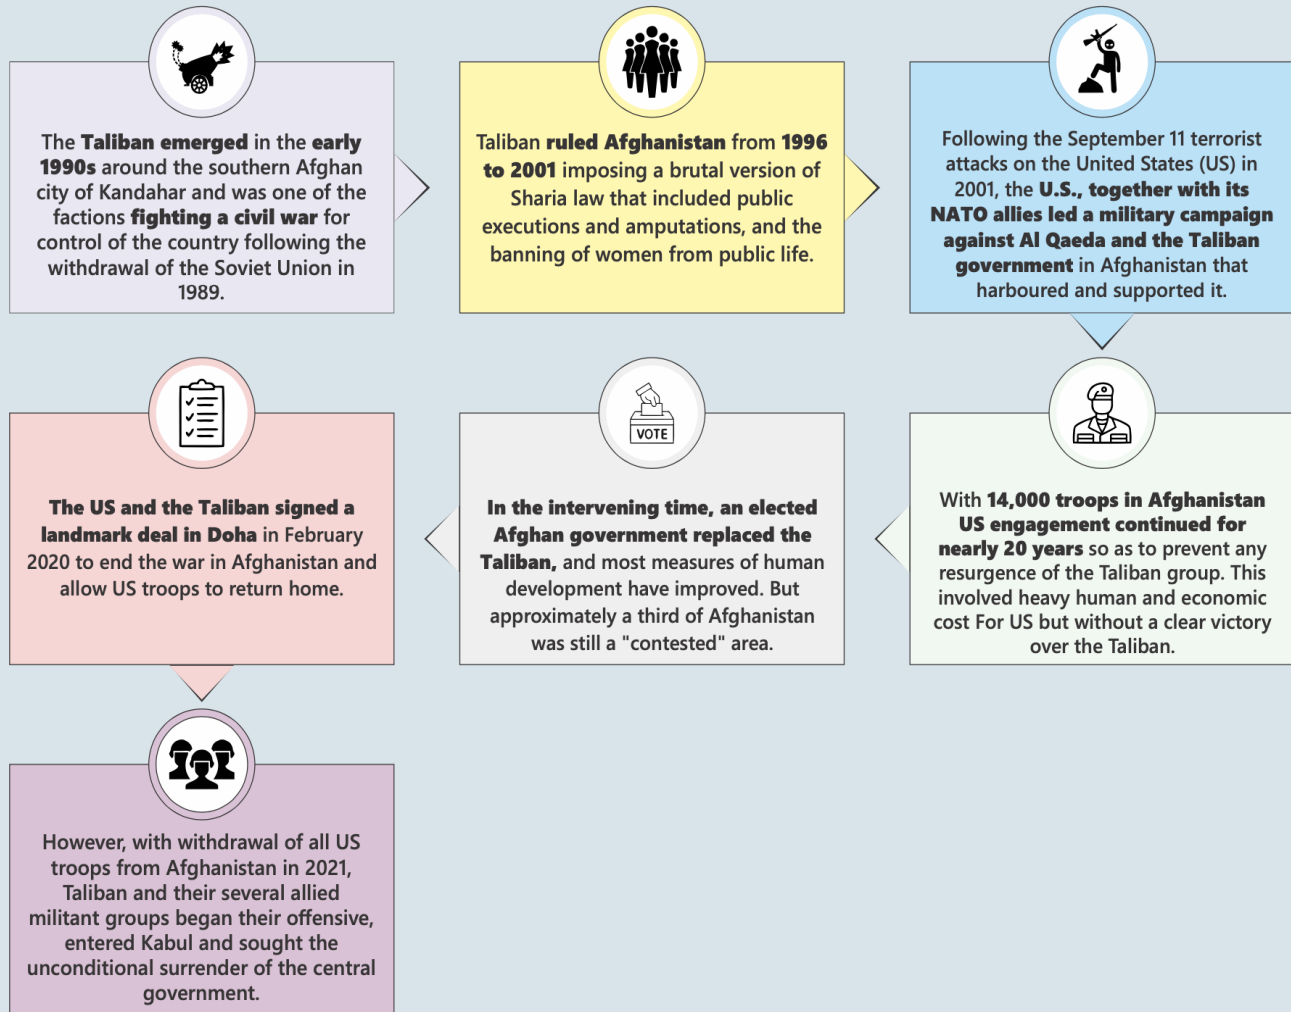 The Taliban emerged in the early
1990s around the southern Afghan
city of Kandahar and was one of the
factions fighting a civil war for
control of the country following the
withdrawal of the Soviet Union in
1989.
Taliban ruled Afghanistan from 1996
to 2001 imposing a brutal version of
Sharia law that included public
executions and amputations, and the
banning of women from public life.
Following the September 11 terrorist
attacks on the United States (US) in
2001, the U.S., together with its
NATO allies led a military campaign
against Al Qaeda and the Taliban
government in Afghanistan that
harboured and supported it.
With 14,000 troops in Afghanistan
US engagement continued for
nearly 20 years so as to prevent any
resurgence of the Taliban group. This
involved heavy human and economic
cost For US but without a clear victory
over the Taliban.
VOTE
In the intervening time, an elected
Afghan government replaced the
Taliban, and most measures of human
development have improved. But
approximately a third of Afghanistan
was still a "contested" area.
The US and the Taliban signed a
landmark deal in Doha in February
2020 to end the war in Afghanistan and
allow US troops to return home.
However, with withdrawal of all US
troops from Afghanistan in 2021,
Taliban and their several allied
militant groups began their offensive,
entered Kabul and sought the
unconditional surrender of the central
government.